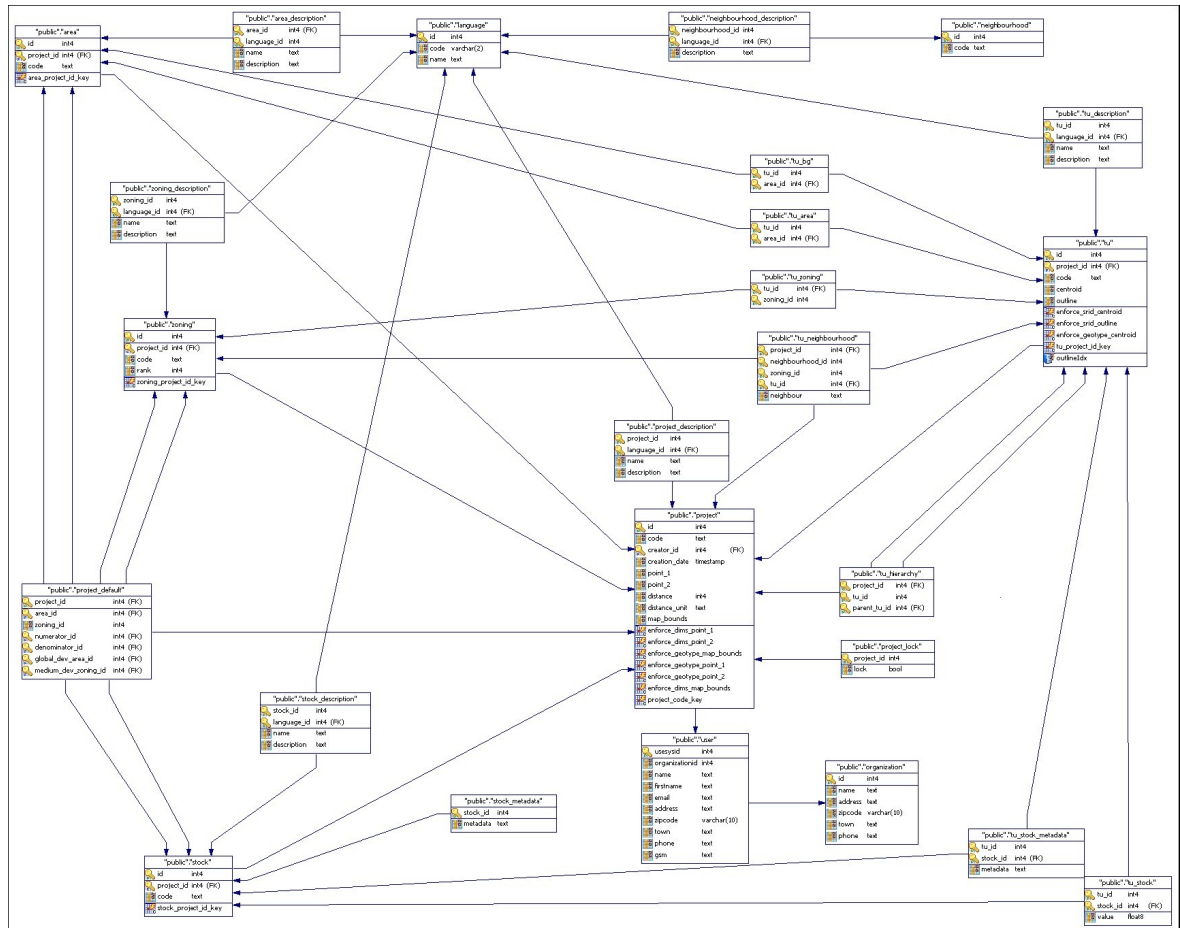 "public"."area"
id int4
project_id int4 (FK)
code text
area_project_id_key
"public"."area_description"
area_id int4 (FK)
language_id int4
name text
description text
"public"."language"
id int4
code varchar(2)
name text
"public"."neighbourhood_description"
neighbourhood_id int4
language_id int4 (FK)
description text
"public"."neighbourhood"
id int4
code text
"public"."tu_description"
tu_id int4
language_id int4 (FK)
name text
description text
"public"."tu_bg"
tu_id int4
area_id int4 (FK)
"public"."zoning_description"
zoning_id int4
language_id int4 (FK)
name text
description text
"public"."tu_area"
tu_id int4
area_id int4 (FK)
"public"."tu"
id int4
project_id int4 (FK)
code text
centroid
outline
enforce_srid_centroid
enforce_srid_outline
enforce_geotype_centroid
tu_project_id_key
outlineIdx
"public"."tu_zoning"
tu_id int4 (FK)
zoning_id int4
"public"."zoning"
id int4
project_id int4 (FK)
code text
rank int4
zoning_project_id_key
"public"."tu_neighbourhood"
project_id int4 (FK)
neighbourhood_id int4
zoning_id int4
tu_id int4 (FK)
neighbour text
"public"."project_description"
project_id int4
language_id int4 (FK)
name text
description text
"public"."project"
id int4
code text
creator_id int4 (FK)
creation_date timestamp
point_1
point_2
distance int4
distance_unit text
map_bounds
enforce_dims_point_1
enforce_dims_point_2
enforce_geotype_map_bounds
enforce_geotype_point_1
enforce_geotype_point_2
enforce_dims_map_bounds
project_code_key
"public"."tu_hierarchy"
project_id int4 (FK)
tu_id int4
parent_tu_id int4 (FK)
"public"."project_default"
project_id int4 (FK)
area_id int4 (FK)
zoning_id int4
numerator_id int4 (FK)
denominator_id int4 (FK)
global_dev_area_id int4 (FK)
medium_dev_zoning_id int4 (FK)
"public"."project_lock"
project_id int4
lock bool
"public"."stock_description"
stock_id int4
language_id int4 (FK)
name text
description text
"public"."user"
usesysid int4
organizationid int4
name text
firstname text
email text
address text
zipcode varchar(10)
town text
phone text
gsm text
"public"."organization"
id int4
name text
address text
zipcode varchar(10)
town text
phone text
"public"."stock_metadata"
stock_id int4
metadata text
"public"."tu_stock_metadata"
tu_id int4
stock_id int4 (FK)
metadata text
"public"."stock"
id int4
project_id int4 (FK)
code text
stock_project_id_key
"public"."tu_stock"
tu_id int4
stock_id int4 (FK)
value float8